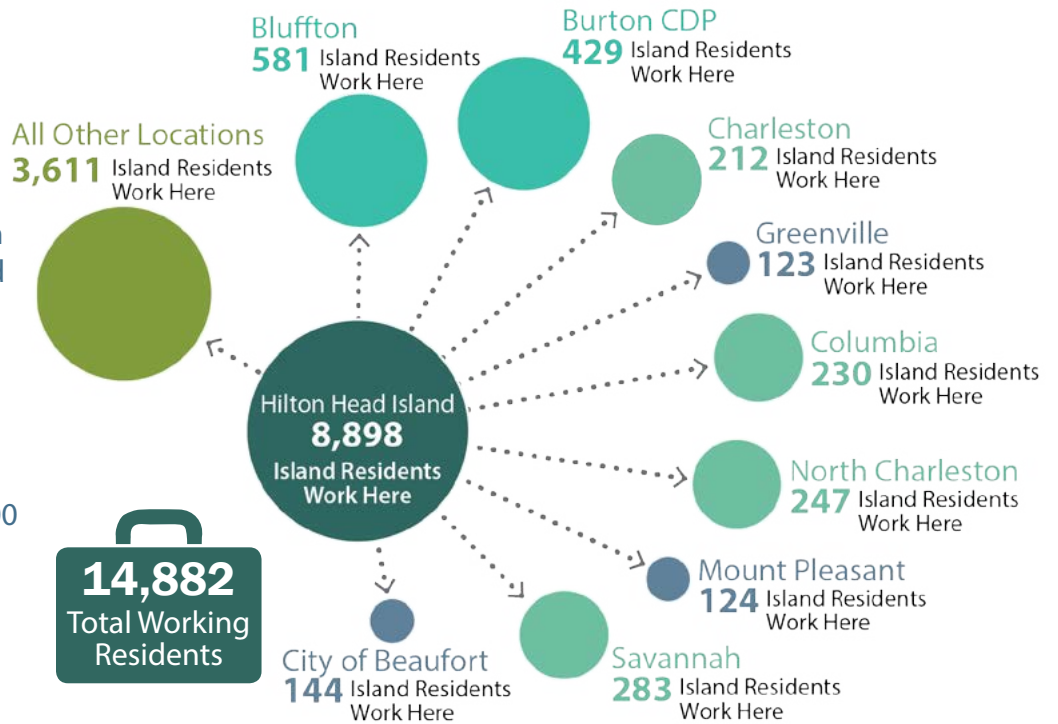 Bluffton
581 Island Residents
Work Here
Burton CDP
429 Island Residents
Work Here
All Other Locations
3,611 Island Residents
Work Here
Charleston
212 Island Residents
Work Here
Greenville
123 Island Residents
Work Here
Columbia
230 Island Residents
Work Here
Hilton Head Island
8,898
Island Residents
Work Here
North Charleston
247 Island Residents
Work Here
Mount Pleasant
124 Island Residents
Work Here
Savannah
283 Island Residents
Work Here
City of Beaufort
144 Island Residents
Work Here
14,882
Total Working
Residents